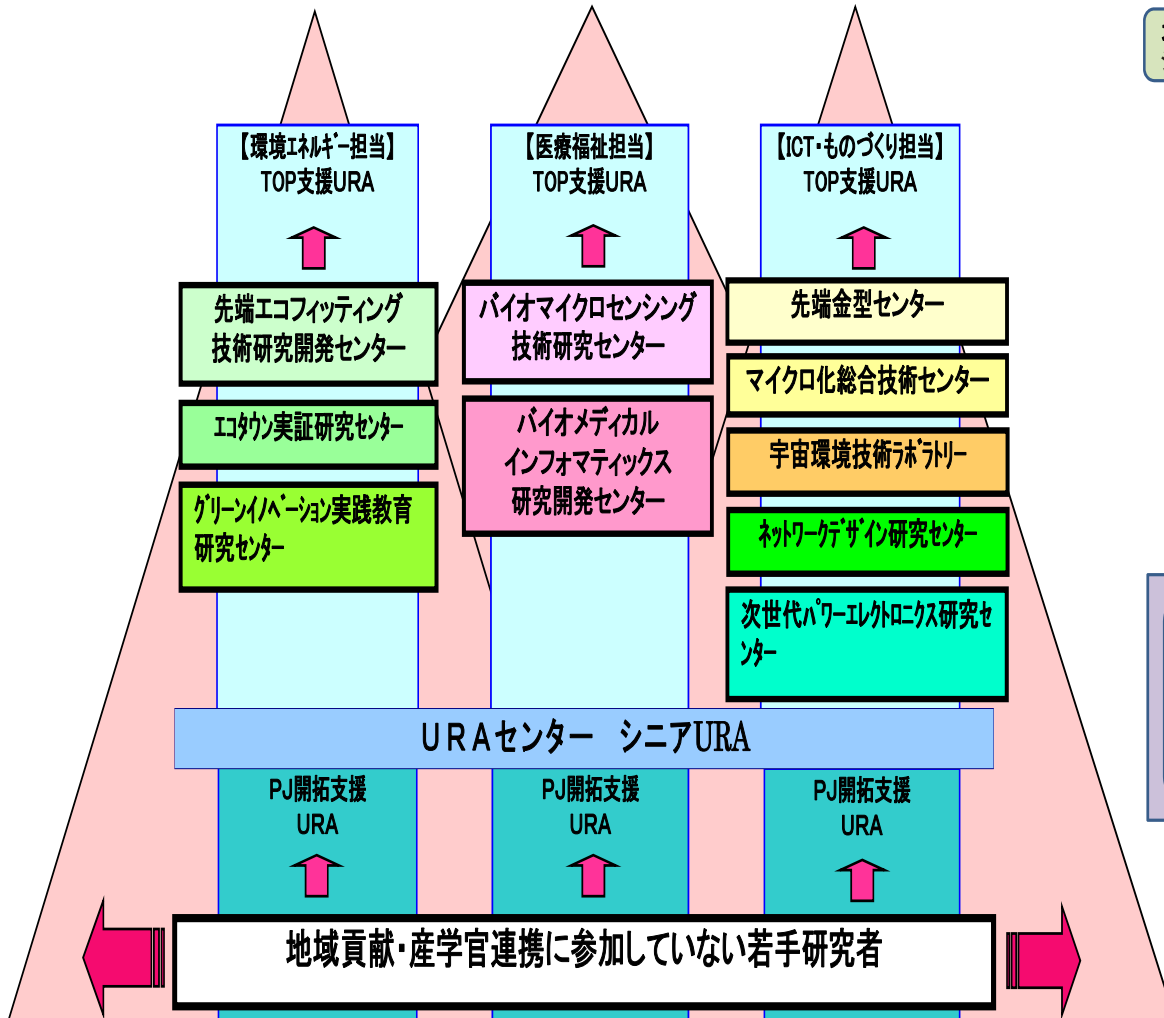 【環境ｴﾈﾙｷﾞｰ担当】
TOP支援URA
【医療福祉担当】
TOP支援URA
【ICT・ものづくり担当】
TOP支援URA
先端エコフィッティング
技術研究開発センター
エコタウン実証研究センター
グリーンイノベーション実践教育
研究センター
バイオマイクロセンシング
技術研究センター
バイオメディカル
インフォマティックス
研究開発センター
先端金型センター
マイクロ化総合技術センター
宇宙環境技術ラボラトリー
ネットワークデザイン研究センター
次世代パワーエレクトロニクス研究セ
ンター
ＵＲＡセンター　シニアURA
PJ開拓支援
URA
PJ開拓支援
URA
PJ開拓支援
URA
地域貢献・産学官連携に参加していない若手研究者